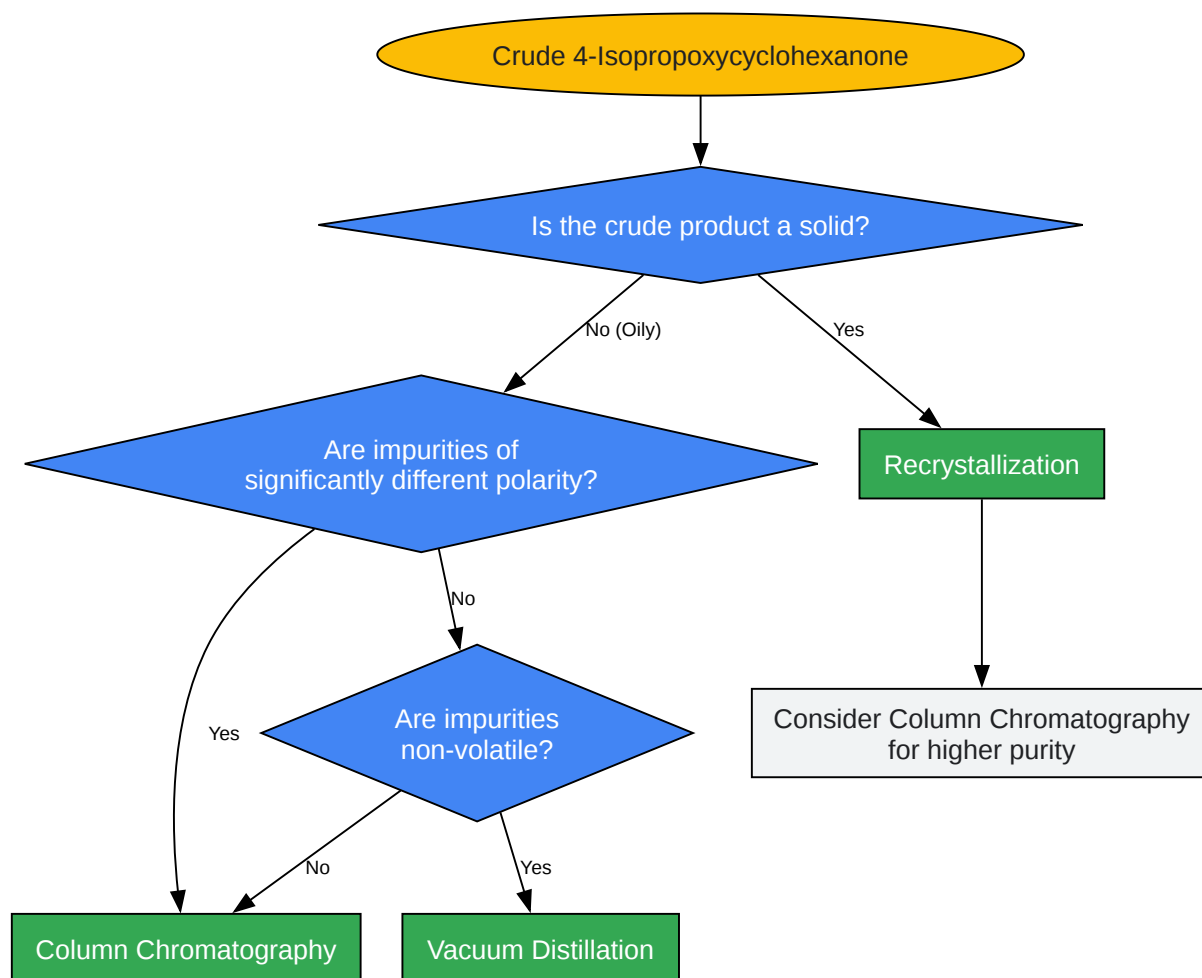 Crude 4-Isopropoxycyclohexanone
Is the crude product a solid?
No (Oily)
Yes
Are impurities of
significantly different polarity?
Recrystallization
No
Yes
Are impurities
non-volatile?
Consider Column Chromatography
for higher purity
No
Yes
Column Chromatography
Vacuum Distillation